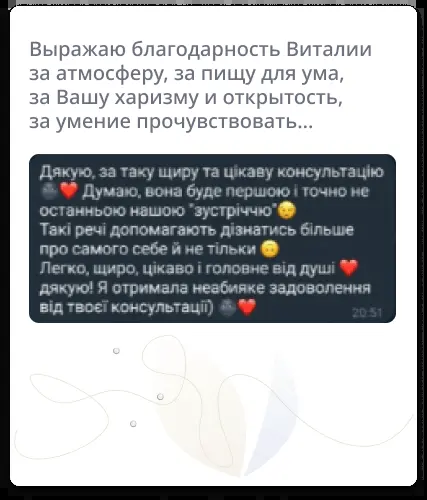 Выражаю благодарность Виталии
за атмосферу, за пищу для ума,
за Вашу харизму и открытость,
за умение прочувствовать...
Дякую, за таку щиру та цікаву консультацію
🌚❤️ Думаю, вона буде першою і точно не
останньою нашою "зустріччю"😉
Такі речі допомагають дізнатись більше
про самого себе й не тільки 🙃
Легко, щиро, цікаво і головне від душі ❤️
дякую! Я отримала неабияке задоволення
від твоєї консультації) 🌚❤️
20:51